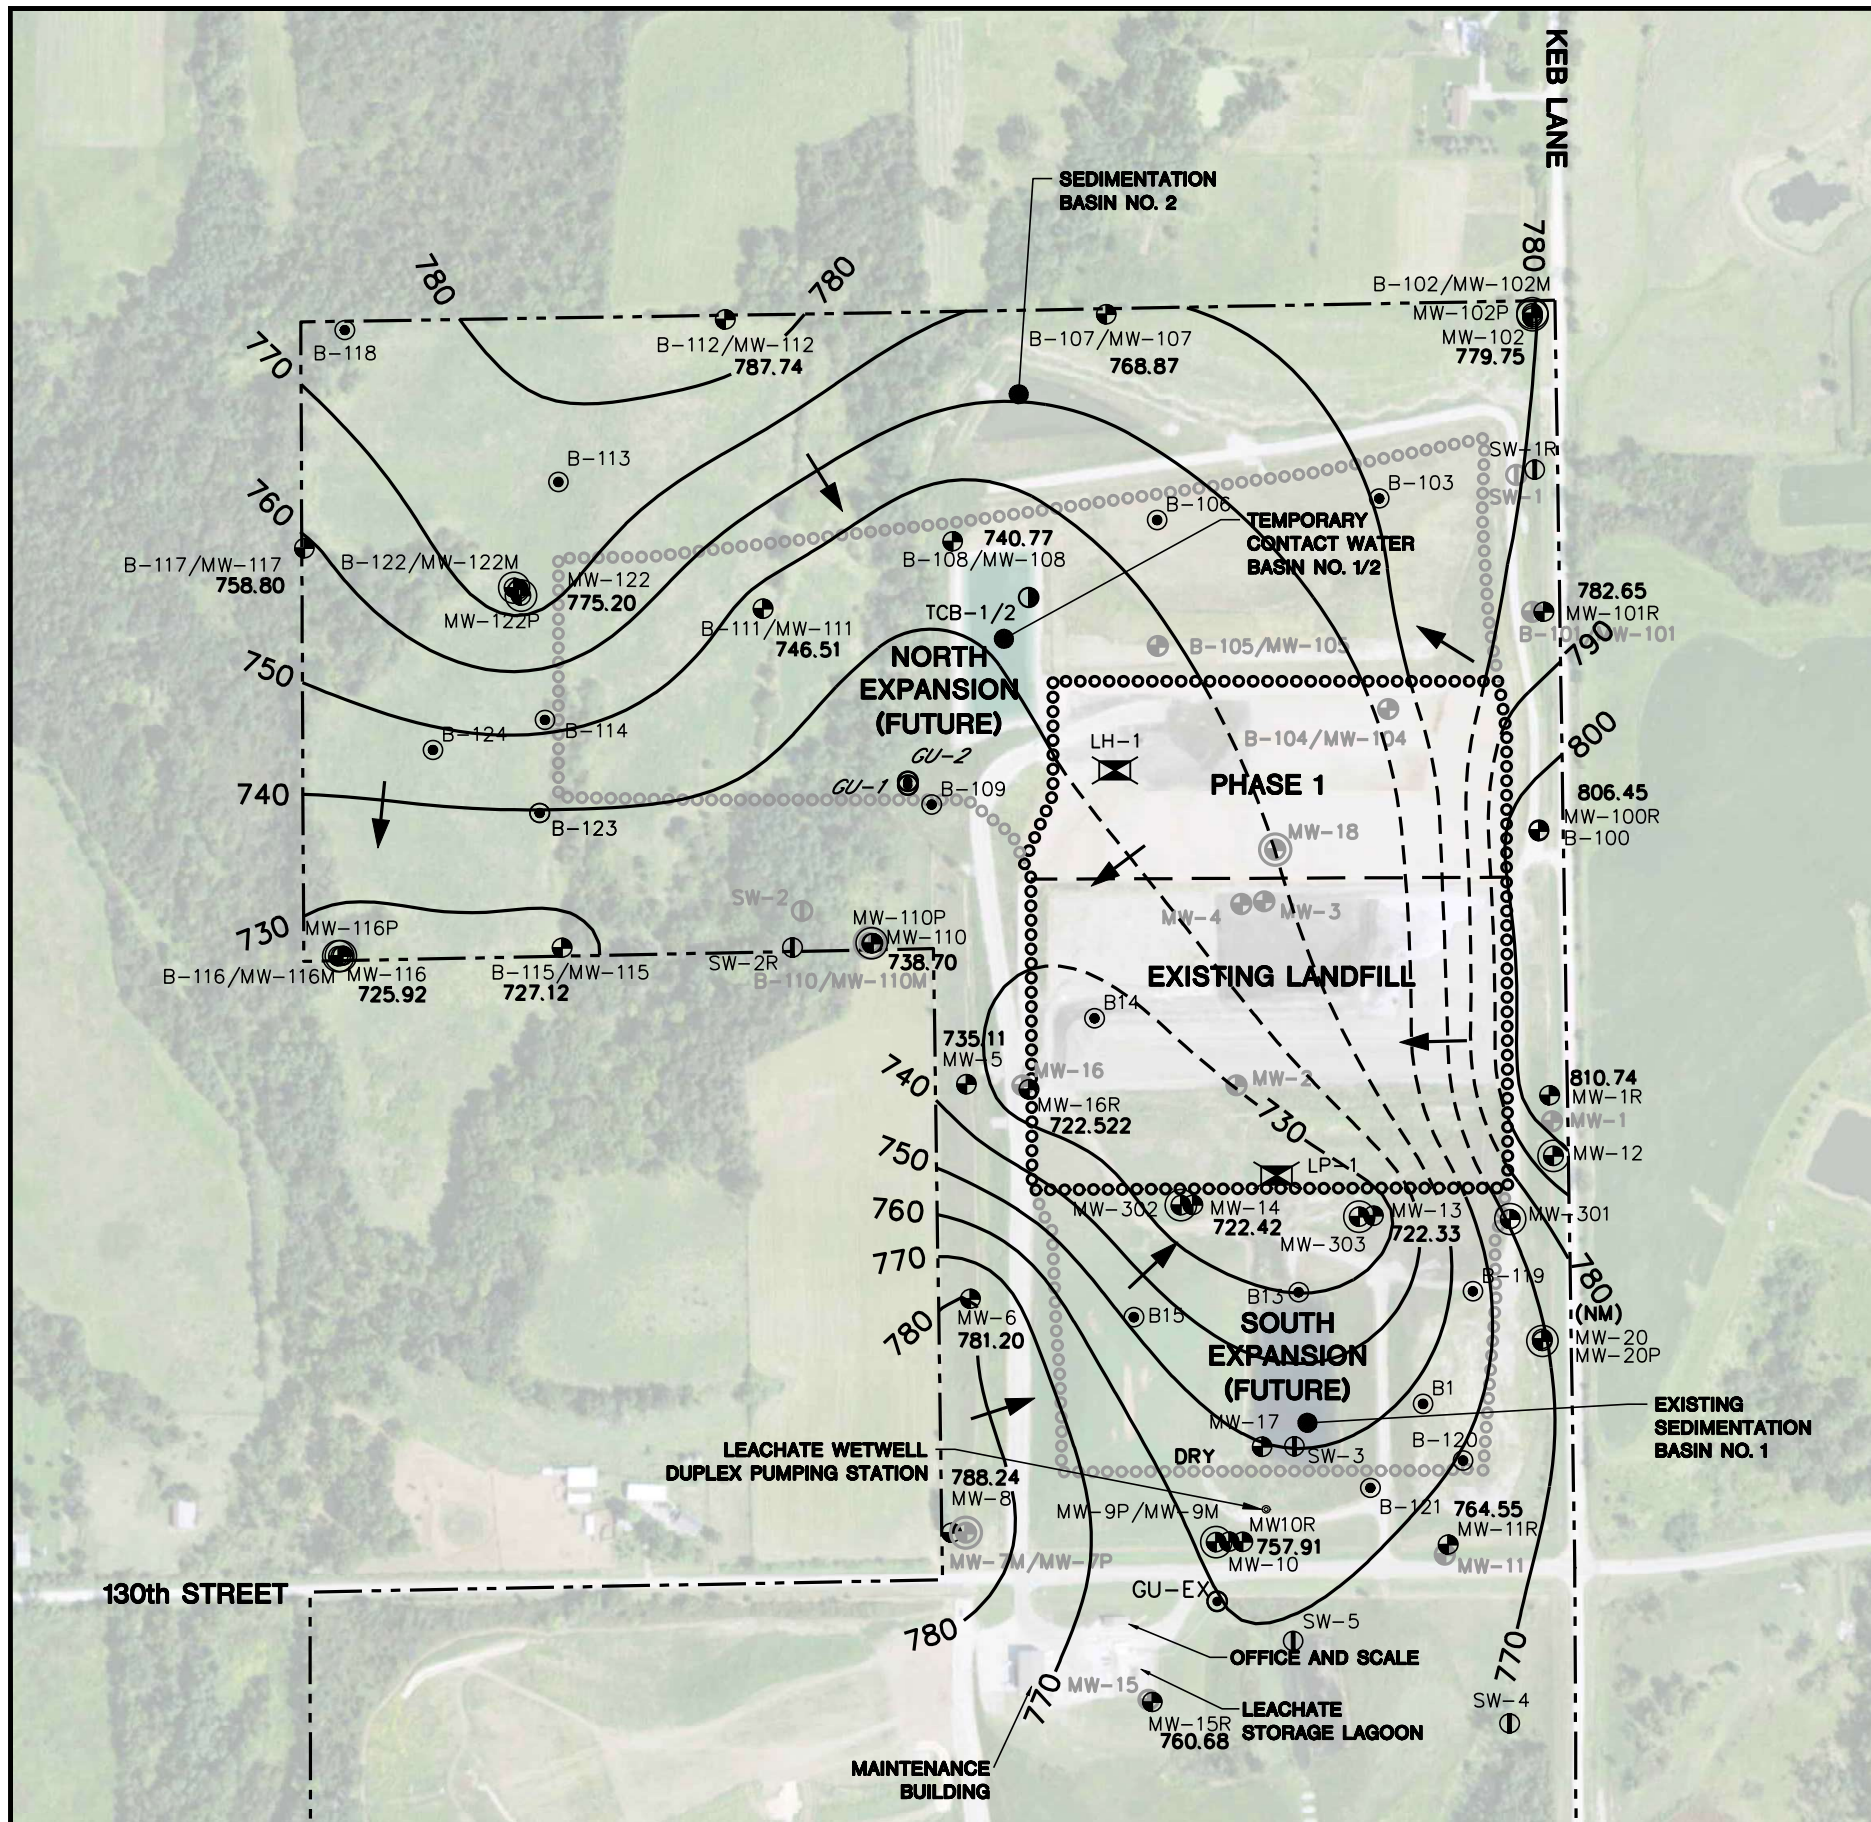 KEB LANE
SEDIMENTATION
BASIN NO. 2
780
780
780
B-102/MW-102M
MW-102P
MW-102
779.75
770
B-118
B-112/MW-112
787.74
B-107/MW-107
768.87
B-113
SW-1R
SW-1
B-103
B-106
760
TEMPORARY
CONTACT WATER
BASIN NO. 1/2
740.77
B-108/MW-108
B-117/MW-117
758.80
B-122/MW-122M
MW-122
775.20
MW-122P
TCB-1/2
782.65
MW-101R
B-101/MW-101
B-111/MW-111
746.51
B-105/MW-105
790
750
NORTH
EXPANSION
(FUTURE)
B-124
B-114
B-104/MW-104
800
LH-1
GU-2
GU-1
B-109
PHASE 1
740
806.45
MW-100R
B-100
B-123
MW-18
SW-2
MW-4
MW-3
730
MW-116P
MW-110P
MW-110
738.70
B-116/MW-116M
MW-116
725.92
B-115/MW-115
727.12
SW-2R
B-110/MW-110M
EXISTING LANDFILL
B14
735.11
MW-5
740
MW-16
MW-16R
722.522
MW-2
810.74
MW-1R
MW-1
730
750
MW-12
LP-1
760
MW-302
MW-14
722.42
MW-13
722.33
MW-303
MW-301
770
B-119
780
B13
780
MW-6
781.20
B15
SOUTH
EXPANSION
(FUTURE)
(NM)
MW-20
MW-20P
B1
EXISTING
SEDIMENTATION
BASIN NO. 1
MW-17
DRY
SW-3
B-120
LEACHATE WETWELL
DUPLEX PUMPING STATION
788.24
MW-8
B-121
MW-9P/MW-9M
MW10R
757.91
MW-10
764.55
MW-11R
MW-11
MW-7M/MW-7P
130th STREET
GU-EX
SW-5
780
OFFICE AND SCALE
770
770
MW-15
MW-15R
760.68
LEACHATE
STORAGE LAGOON
SW-4
MAINTENANCE
BUILDING